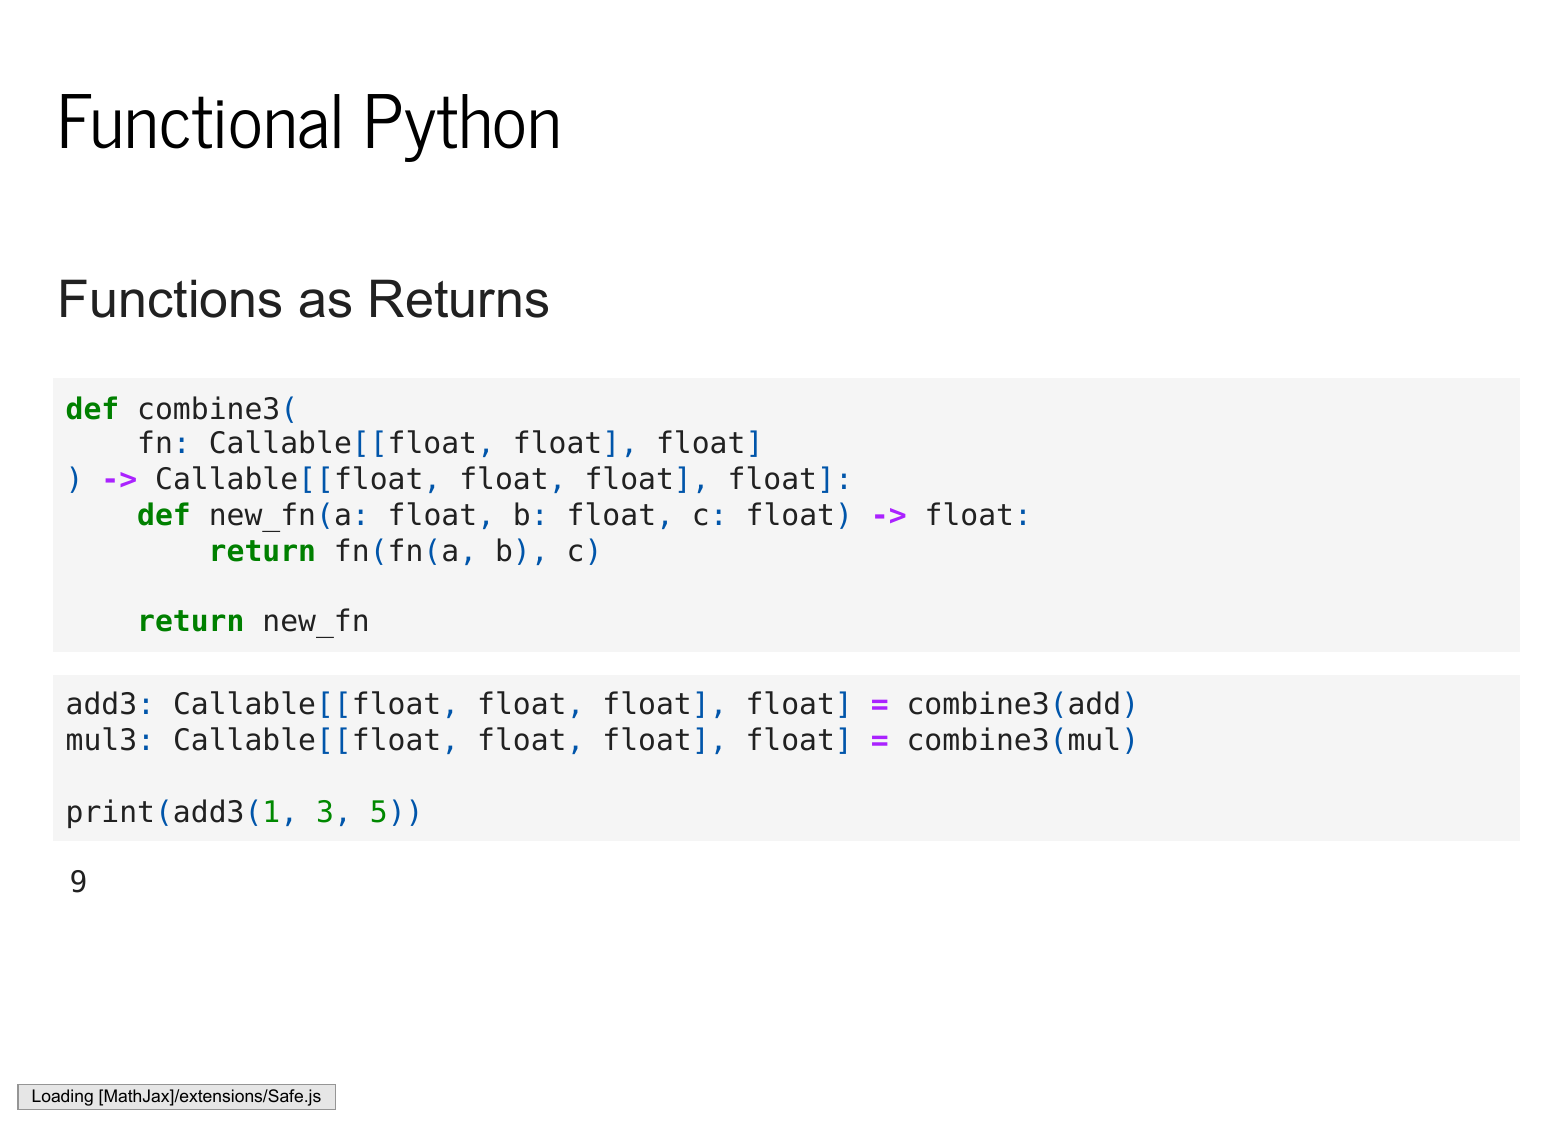 Functional Python
Functions as Returns
def combine3(
    fn: Callable[[float, float], float]
) -> Callable[[float, float, float], float]:
    def new_fn(a: float, b: float, c: float) -> float:
        return fn(fn(a, b), c)

    return new_fn
add3: Callable[[float, float, float], float] = combine3(add)
mul3: Callable[[float, float, float], float] = combine3(mul)

print(add3(1, 3, 5))
9
Loading [MathJax]/extensions/Safe.js